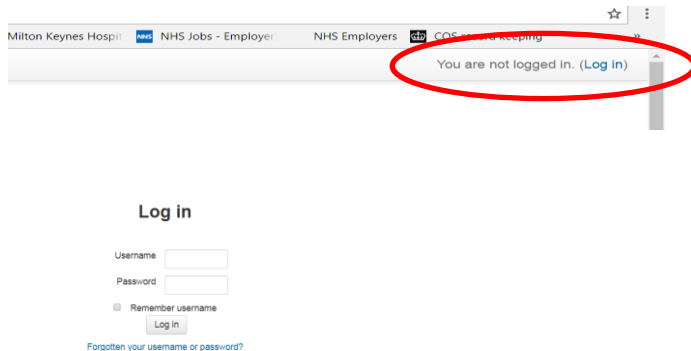 Milton Keynes Hospit NHS NHS Jobs - Employer NHS Employers COS record keeping »
You are not logged in. (Log in)
Log in
Username
Password
Remember username
Log in
Forgotten your username or password?